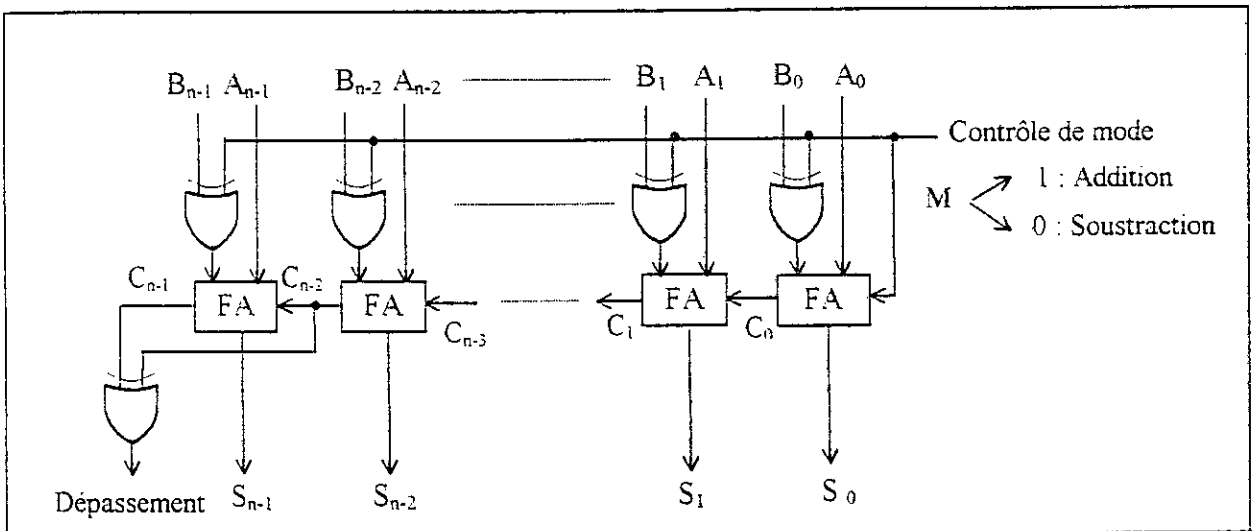 B_{n-1} A_{n-1} B_{n-2} A_{n-2} B_1 A_1 B_0 A_0
Contrôle de mode
M
1 : Addition
0 : Soustraction
C_{n-1} FA C_{n-2} FA C_{n-3} C_1 FA C_0 FA
Dépassement S_{n-1} S_{n-2} S_1 S_0